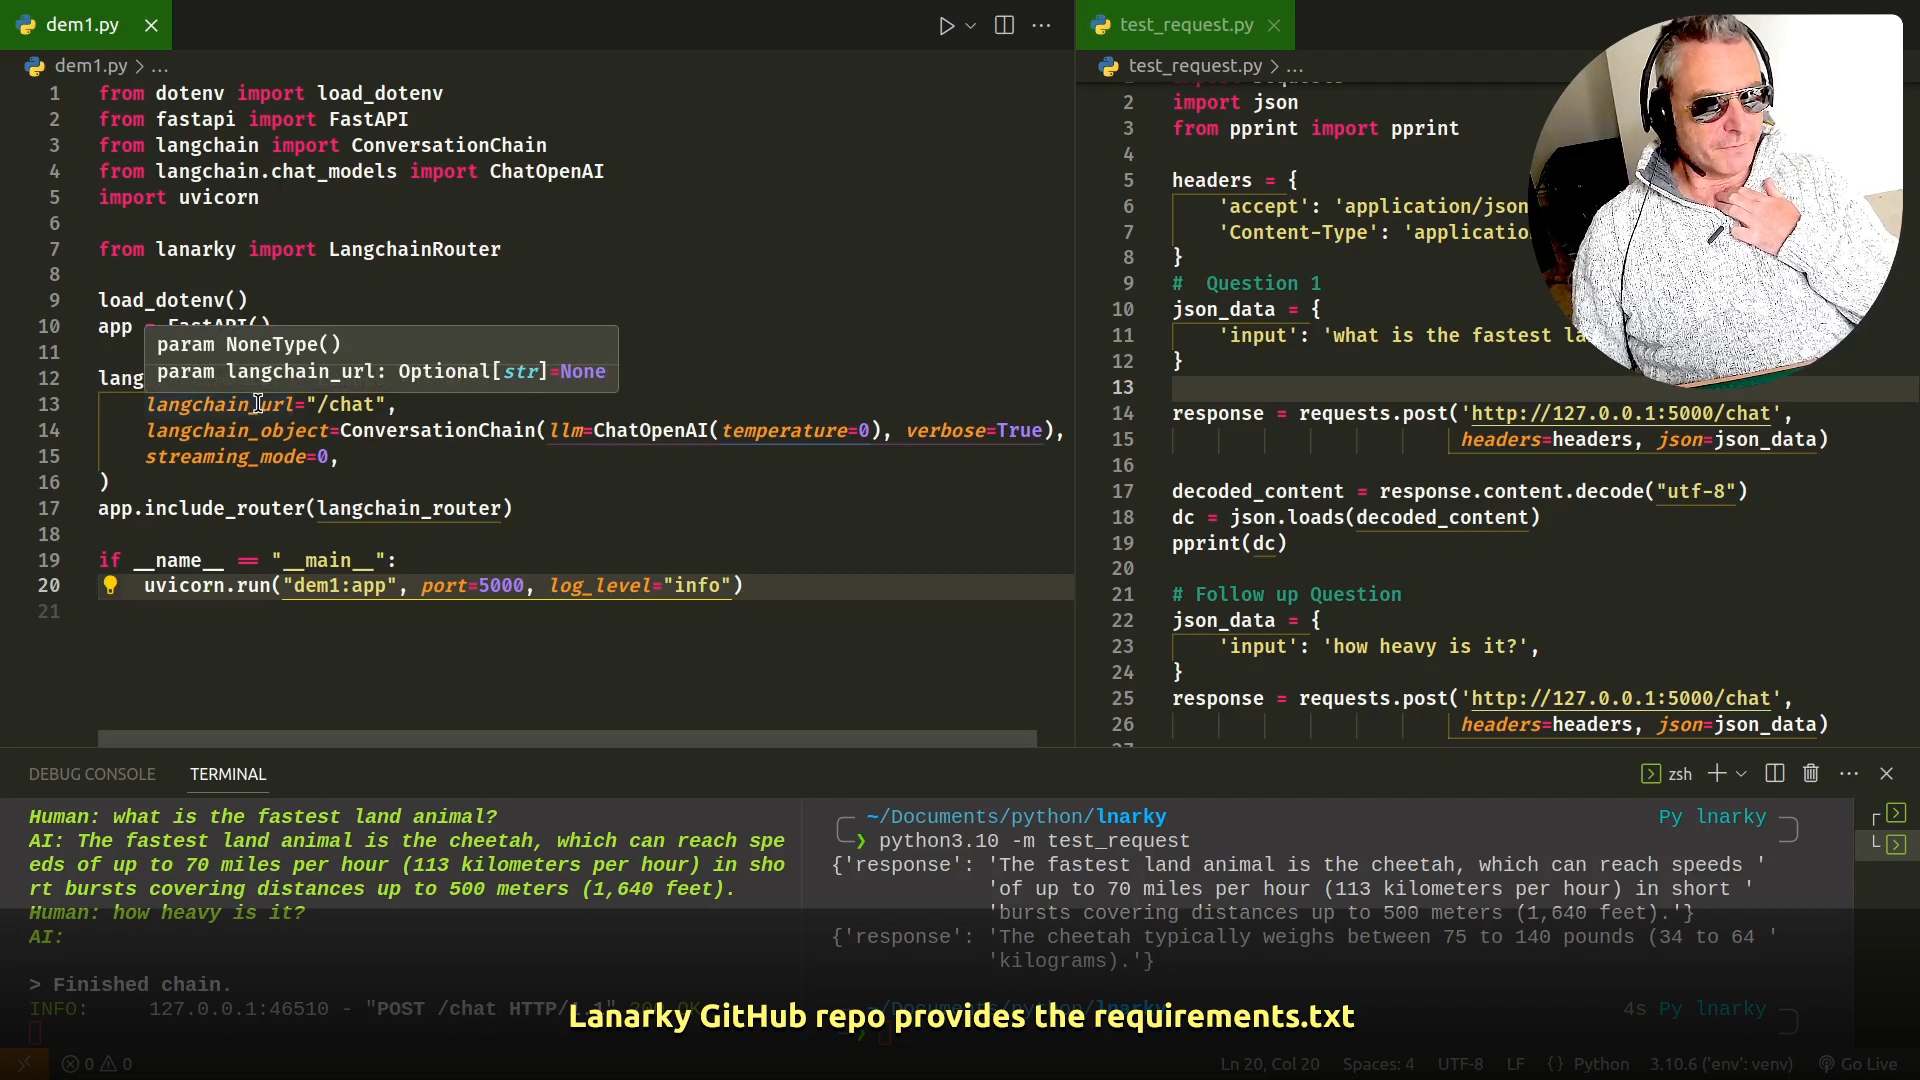 dem1.py
test_request.py
dem1.py > ...
test_request.py > ...
1 from dotenv import load_dotenv
2 from fastapi import FastAPI
3 from langchain import ConversationChain
4 from langchain.chat_models import ChatOpenAI
5 import uvicorn
6
7 from lanarky import LangchainRouter
8
9 load_dotenv()
10 app = FastAPI()
param NoneType()
11
param langchain_url: Optional[str]=None
12 lang
13 langchain_url="/chat",
14 langchain_object=ConversationChain(llm=ChatOpenAI(temperature=0), verbose=True),
15 streaming_mode=0,
16 )
17 app.include_router(langchain_router)
18
19 if __name__ == "__main__":
20 uvicorn.run("dem1:app", port=5000, log_level="info")
21
2 import json
3 from pprint import pprint
4
5 headers = {
6 'accept': 'application/json
7 'Content-Type': 'applicatio
8 }
9 # Question 1
10 json_data = {
11 'input': 'what is the fastest la
12 }
13
14 response = requests.post('http://127.0.0.1:5000/chat',
15 headers=headers, json=json_data)
16
17 decoded_content = response.content.decode("utf-8")
18 dc = json.loads(decoded_content)
19 pprint(dc)
20
21 # Follow up Question
22 json_data = {
23 'input': 'how heavy is it?',
24 }
25 response = requests.post('http://127.0.0.1:5000/chat',
26 headers=headers, json=json_data)
DEBUG CONSOLE TERMINAL
zsh
Human: what is the fastest land animal?
AI: The fastest land animal is the cheetah, which can reach spe
eds of up to 70 miles per hour (113 kilometers per hour) in sho
rt bursts covering distances up to 500 meters (1,640 feet).
Human: how heavy is it?
AI:
> Finished chain.
INFO: 127.0.0.1:46510 - "POST /chat HTTP/1.1" 200 OK
~/Documents/python/lnarky Py lnarky
❯ python3.10 -m test_request
{'response': 'The fastest land animal is the cheetah, which can reach speeds '
'of up to 70 miles per hour (113 kilometers per hour) in short '
'bursts covering distances up to 500 meters (1,640 feet).'}
{'response': 'The cheetah typically weighs between 75 to 140 pounds (34 to 64 '
'kilograms).'}
~/Documents/python/lnarky 4s Py lnarky
Lanarky GitHub repo provides the requirements.txt
0 0
Ln 20, Col 20 Spaces: 4 UTF-8 LF {} Python 3.10.6 ('env': venv) Go Live